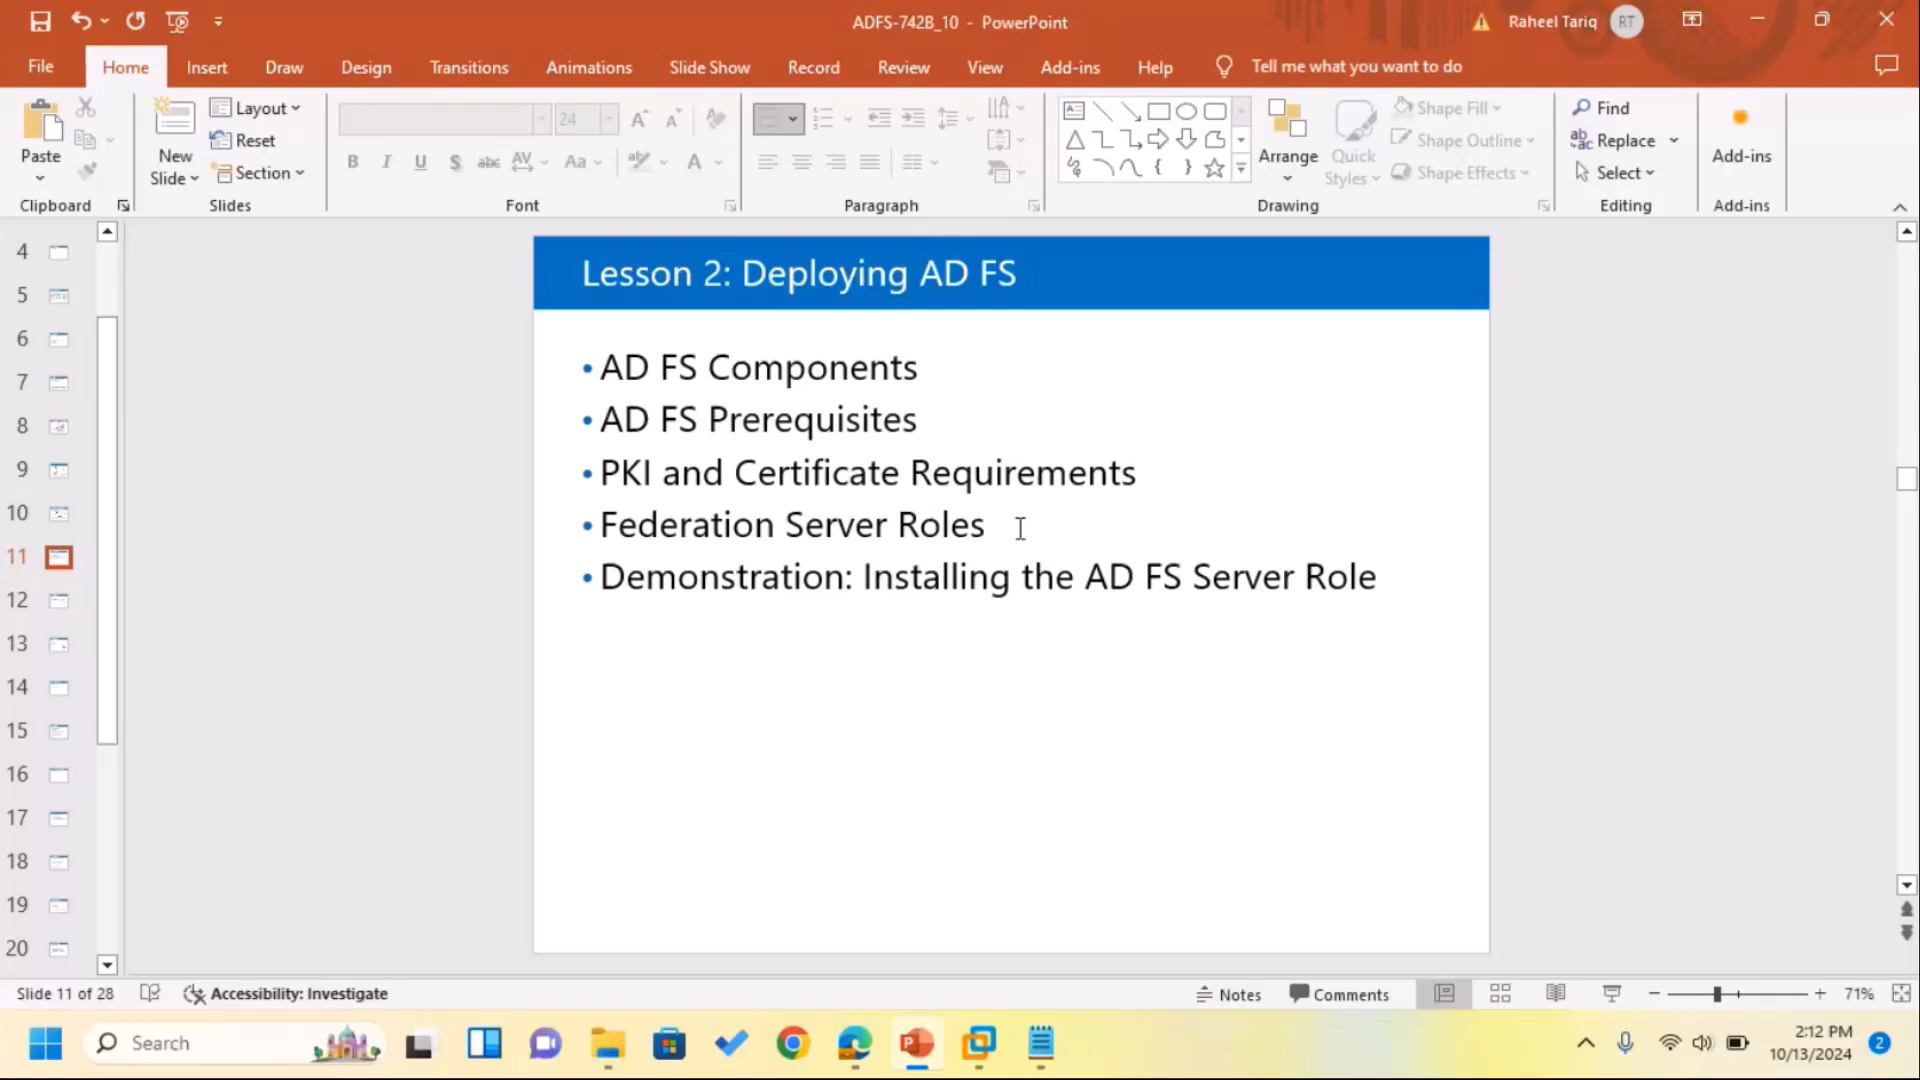 ADFS-742B_10 - PowerPoint
Raheel Tariq
RT
File
Home
Insert
Draw
Design
Transitions
Animations
Slide Show
Record
Review
View
Add-ins
Help
Tell me what you want to do
Paste
Clipboard
New
Slide
Layout
Reset
Section
Slides
24
B I U S abc AV Aa A
Font
Paragraph
Arrange
Quick
Styles
Shape Fill
Shape Outline
Shape Effects
Drawing
Find
Replace
Select
Editing
Add-ins
Add-ins
4
5
6
7
8
9
10
11
12
13
14
15
16
17
18
19
20
Lesson 2: Deploying AD FS
• AD FS Components
• AD FS Prerequisites
• PKI and Certificate Requirements
• Federation Server Roles
• Demonstration: Installing the AD FS Server Role
Slide 11 of 28
Accessibility: Investigate
Notes
Comments
71%
Search
2:12 PM
10/13/2024
2